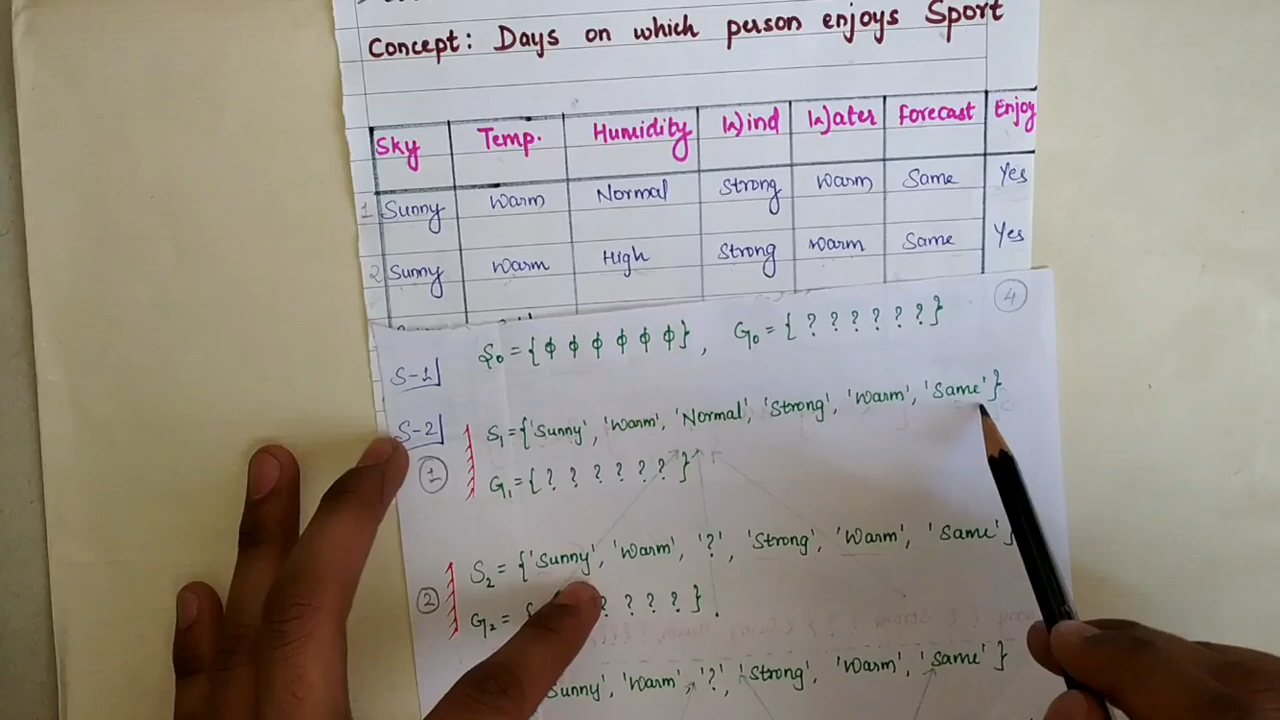 Concept: Days on which person enjoys Sport
Sky Temp. Humidity Wind Water Forecast Enjoy
1 Sunny Warm Normal Strong Warm Same Yes
2 Sunny Warm High Strong Warm Same Yes
4
S-1 S₀ = {ϕ ϕ ϕ ϕ ϕ ϕ}, G₀ = { ? ? ? ? ? ?}
S-2 S₁ = {'Sunny', 'Warm', 'Normal', 'Strong', 'Warm', 'Same'}
1 G₁ = { ? ? ? ? ? ? }
S₂ = {'Sunny', 'Warm', '?', 'Strong', 'Warm', 'Same'}
2 G₂ = { ? ? ? ? }
Sunny', 'Warm', '?', 'Strong', 'Warm', 'Same' }